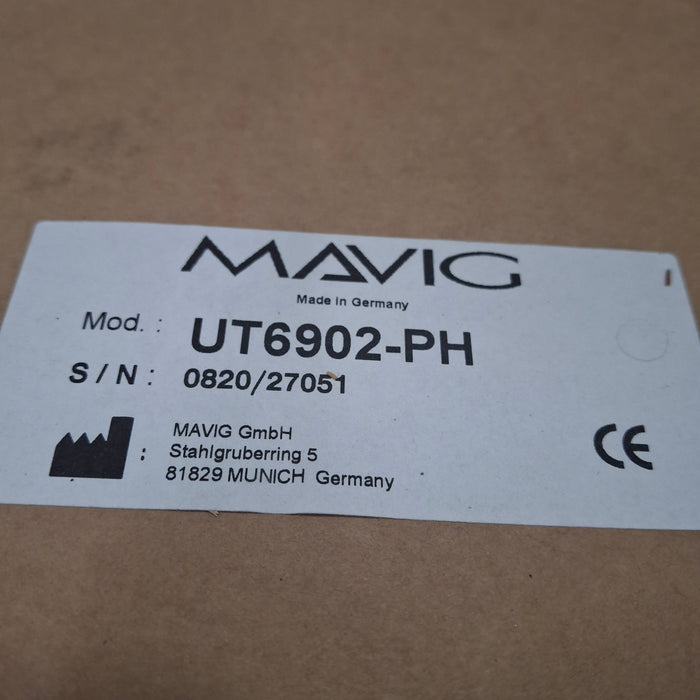 MAVIG
Made in Germany
Mod. : UT6902-PH
S / N : 0820/27051
: MAVIG GmbH
Stahlgruberring 5
81829 MUNICH Germany
CE